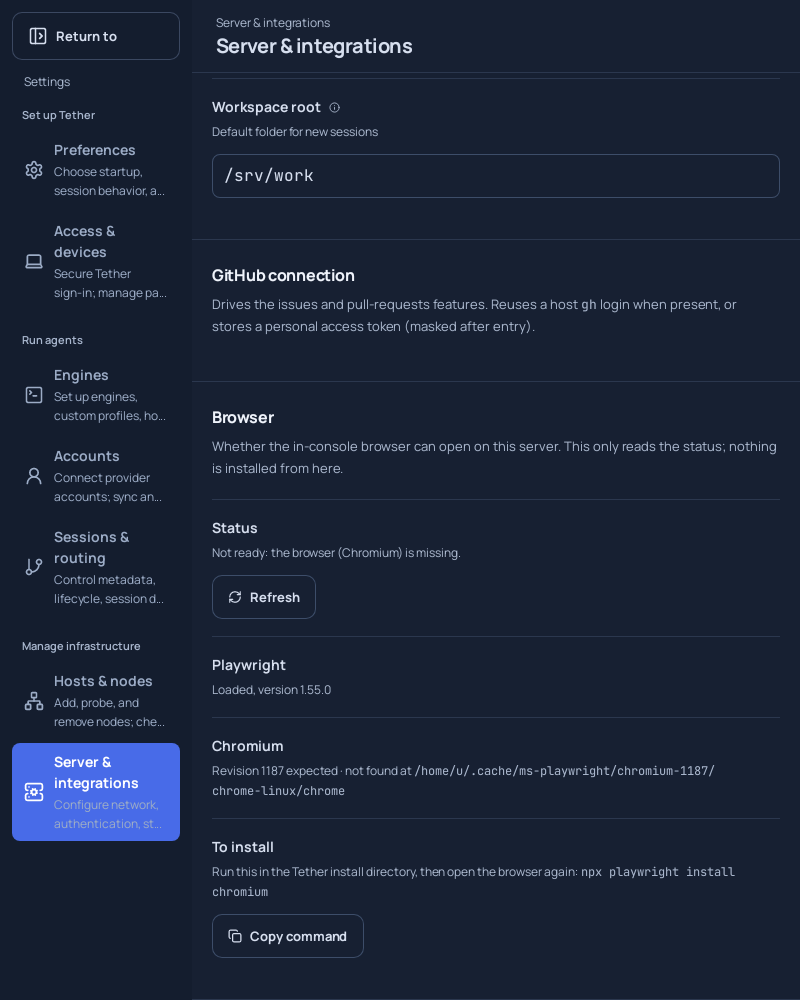 Return to
Settings
Set up Tether
Preferences
Choose startup,
session behavior, a...
Access &
devices
Secure Tether
sign-in; manage pa...
Run agents
Engines
Set up engines,
custom profiles, ho...
Accounts
Connect provider
accounts; sync an...
Sessions &
routing
Control metadata,
lifecycle, session d...
Manage infrastructure
Hosts & nodes
Add, probe, and
remove nodes; che...
Server &
integrations
Configure network,
authentication, st...
Server & integrations
Server & integrations
Workspace root
Default folder for new sessions
/srv/work
GitHub connection
Drives the issues and pull-requests features. Reuses a host gh login when present, or
stores a personal access token (masked after entry).
Browser
Whether the in-console browser can open on this server. This only reads the status; nothing
is installed from here.
Status
Not ready: the browser (Chromium) is missing.
Refresh
Playwright
Loaded, version 1.55.0
Chromium
Revision 1187 expected · not found at /home/u/.cache/ms-playwright/chromium-1187/
chrome-linux/chrome
To install
Run this in the Tether install directory, then open the browser again: npx playwright install
chromium
Copy command